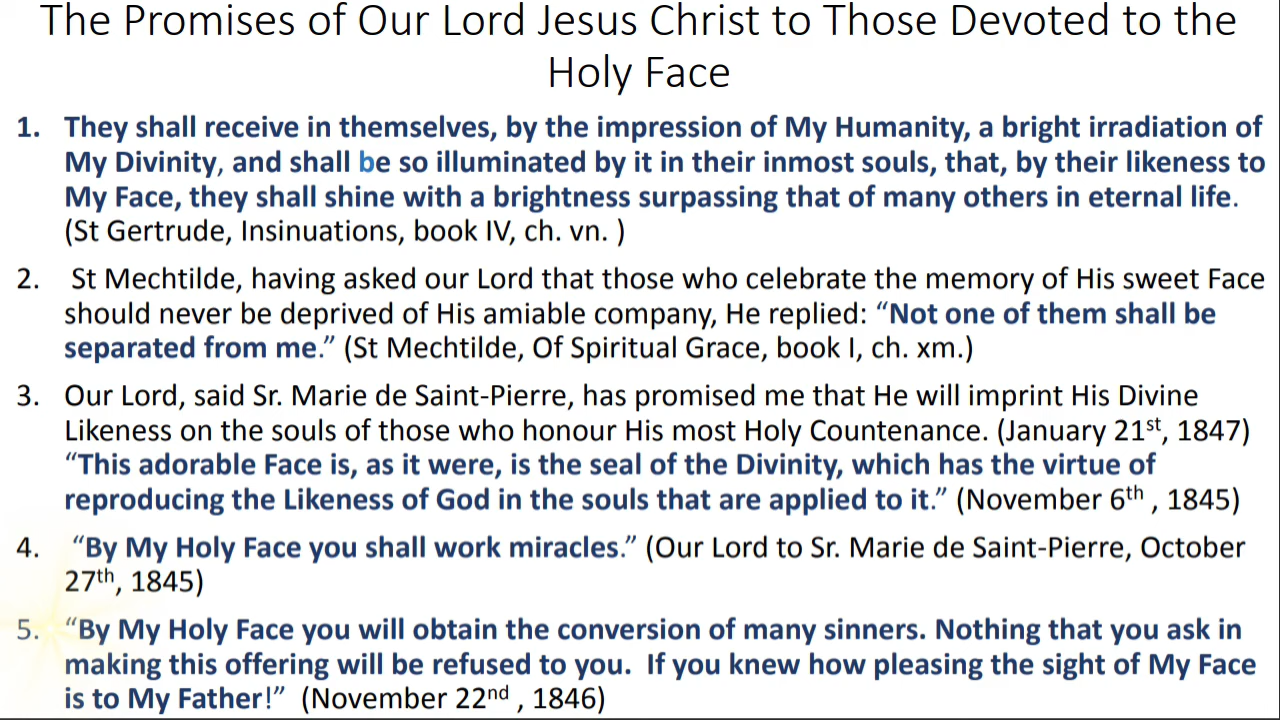 The Promises of Our Lord Jesus Christ to Those Devoted to the
Holy Face
1. They shall receive in themselves, by the impression of My Humanity, a bright irradiation of
My Divinity, and shall be so illuminated by it in their inmost souls, that, by their likeness to
My Face, they shall shine with a brightness surpassing that of many others in eternal life.
(St Gertrude, Insinuations, book IV, ch. vn. )
2. St Mechtilde, having asked our Lord that those who celebrate the memory of His sweet Face
should never be deprived of His amiable company, He replied: “Not one of them shall be
separated from me.” (St Mechtilde, Of Spiritual Grace, book I, ch. xm.)
3. Our Lord, said Sr. Marie de Saint-Pierre, has promised me that He will imprint His Divine
Likeness on the souls of those who honour His most Holy Countenance. (January 21st, 1847)
“This adorable Face is, as it were, is the seal of the Divinity, which has the virtue of
reproducing the Likeness of God in the souls that are applied to it.” (November 6th , 1845)
4. “By My Holy Face you shall work miracles.” (Our Lord to Sr. Marie de Saint-Pierre, October
27th, 1845)
5. “By My Holy Face you will obtain the conversion of many sinners. Nothing that you ask in
making this offering will be refused to you. If you knew how pleasing the sight of My Face
is to My Father!” (November 22nd , 1846)